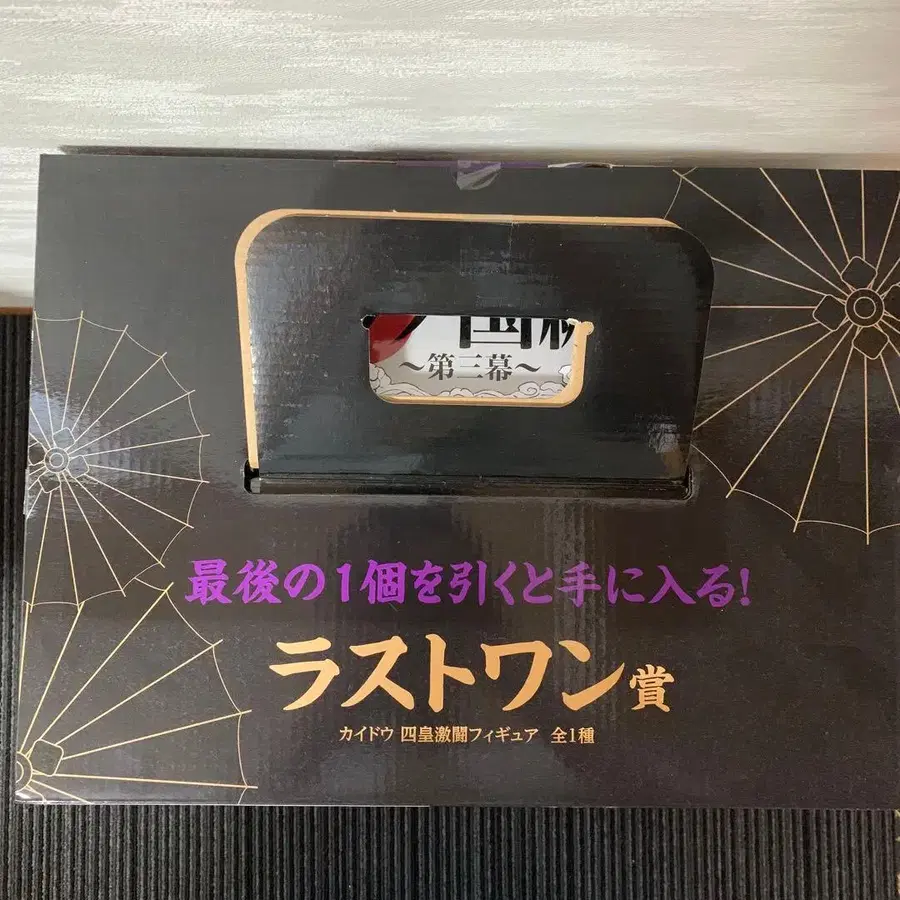 国
~第三幕~
最後の1個を引くと手に入る!
ラストワン賞
カイドウ 四皇激闘フィギュア 全1種